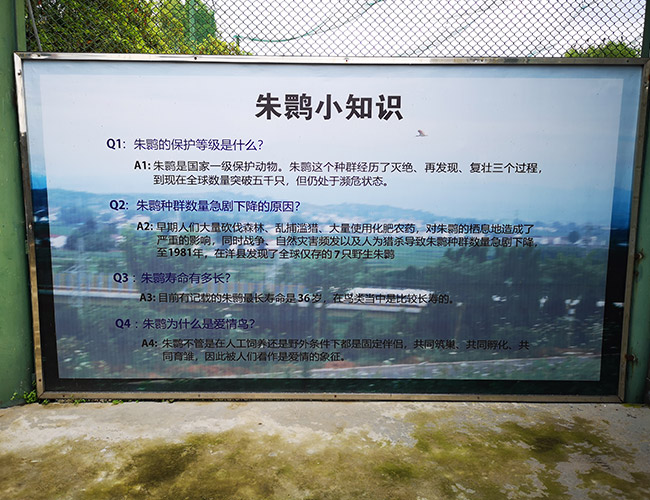 朱鹮小知识
Q1：朱鹮的保护等级是什么？
A1：朱鹮是国家一级保护动物。朱鹮这个种群经历了灭绝、再发现、复壮三个过程，
到现在全球数量突破五千只，但仍处于濒危状态。
Q2：朱鹮种群数量急剧下降的原因？
A2：早期人们大量砍伐森林、乱捕滥猎、大量使用化肥农药，对朱鹮的栖息地造成了
严重的影响，同时战争、自然灾害频发以及人为猎杀导致朱鹮种群数量急剧下降，
至1981年，在洋县发现了全球仅存的7只野生朱鹮
Q3：朱鹮寿命有多长？
A3：目前有记载的朱鹮最长寿命是36岁，在鸟类当中是比较长寿的。
Q4：朱鹮为什么是爱情鸟？
A4：朱鹮不管是在人工饲养还是野外条件下都是固定伴侣，共同筑巢、共同孵化、共
同育雏，因此被人们看作是爱情的象征。